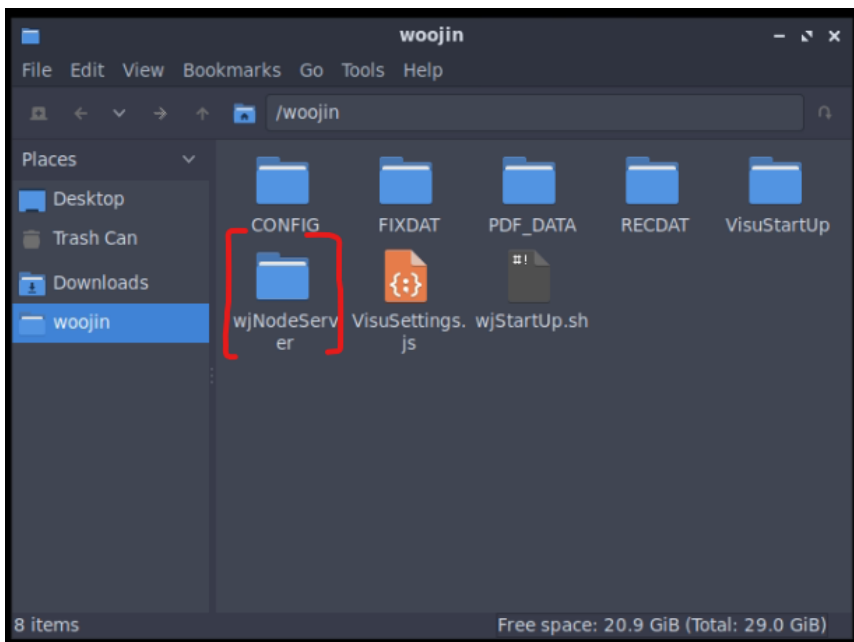 woojin
File Edit View Bookmarks Go Tools Help
/woojin
Places
Desktop
Trash Can
Downloads
woojin
CONFIG FIXDAT PDF_DATA RECDAT VisuStartUp
#!
{:}
wjNodeServ VisuSettings. wjStartUp.sh
er js
8 items Free space: 20.9 GiB (Total: 29.0 GiB)